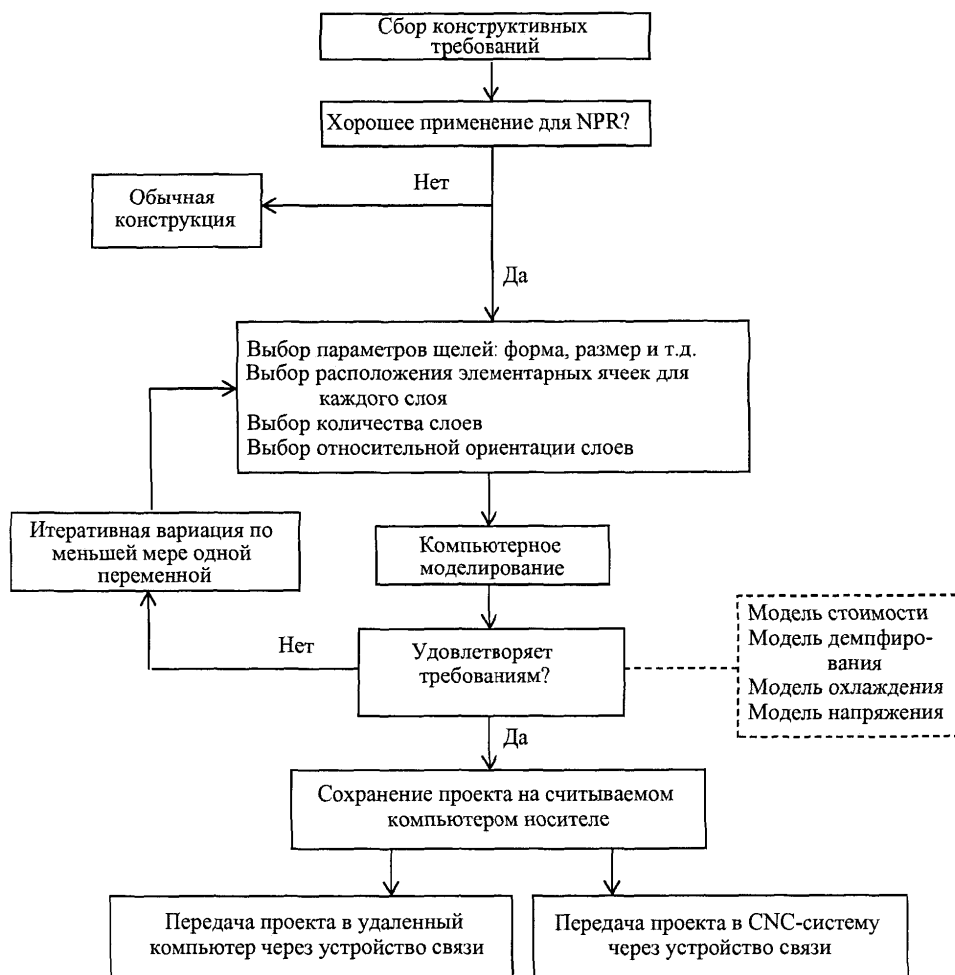 Сбор конструктивных
требований
Хорошее применение для NPR?
Нет
Обычная
конструкция
Да
Выбор параметров щелей: форма, размер и т.д.
Выбор расположения элементарных ячеек для
каждого слоя
Выбор количества слоев
Выбор относительной ориентации слоев
Итеративная вариация по
меньшей мере одной
переменной
Компьютерное
моделирование
Нет
Удовлетворяет
требованиям?
Модель стоимости
Модель демпфиро-
вания
Модель охлаждения
Модель напряжения
Да
Сохранение проекта на считываемом
компьютером носителе
Передача проекта в удаленный
компьютер через устройство связи
Передача проекта в CNC-систему
через устройство связи